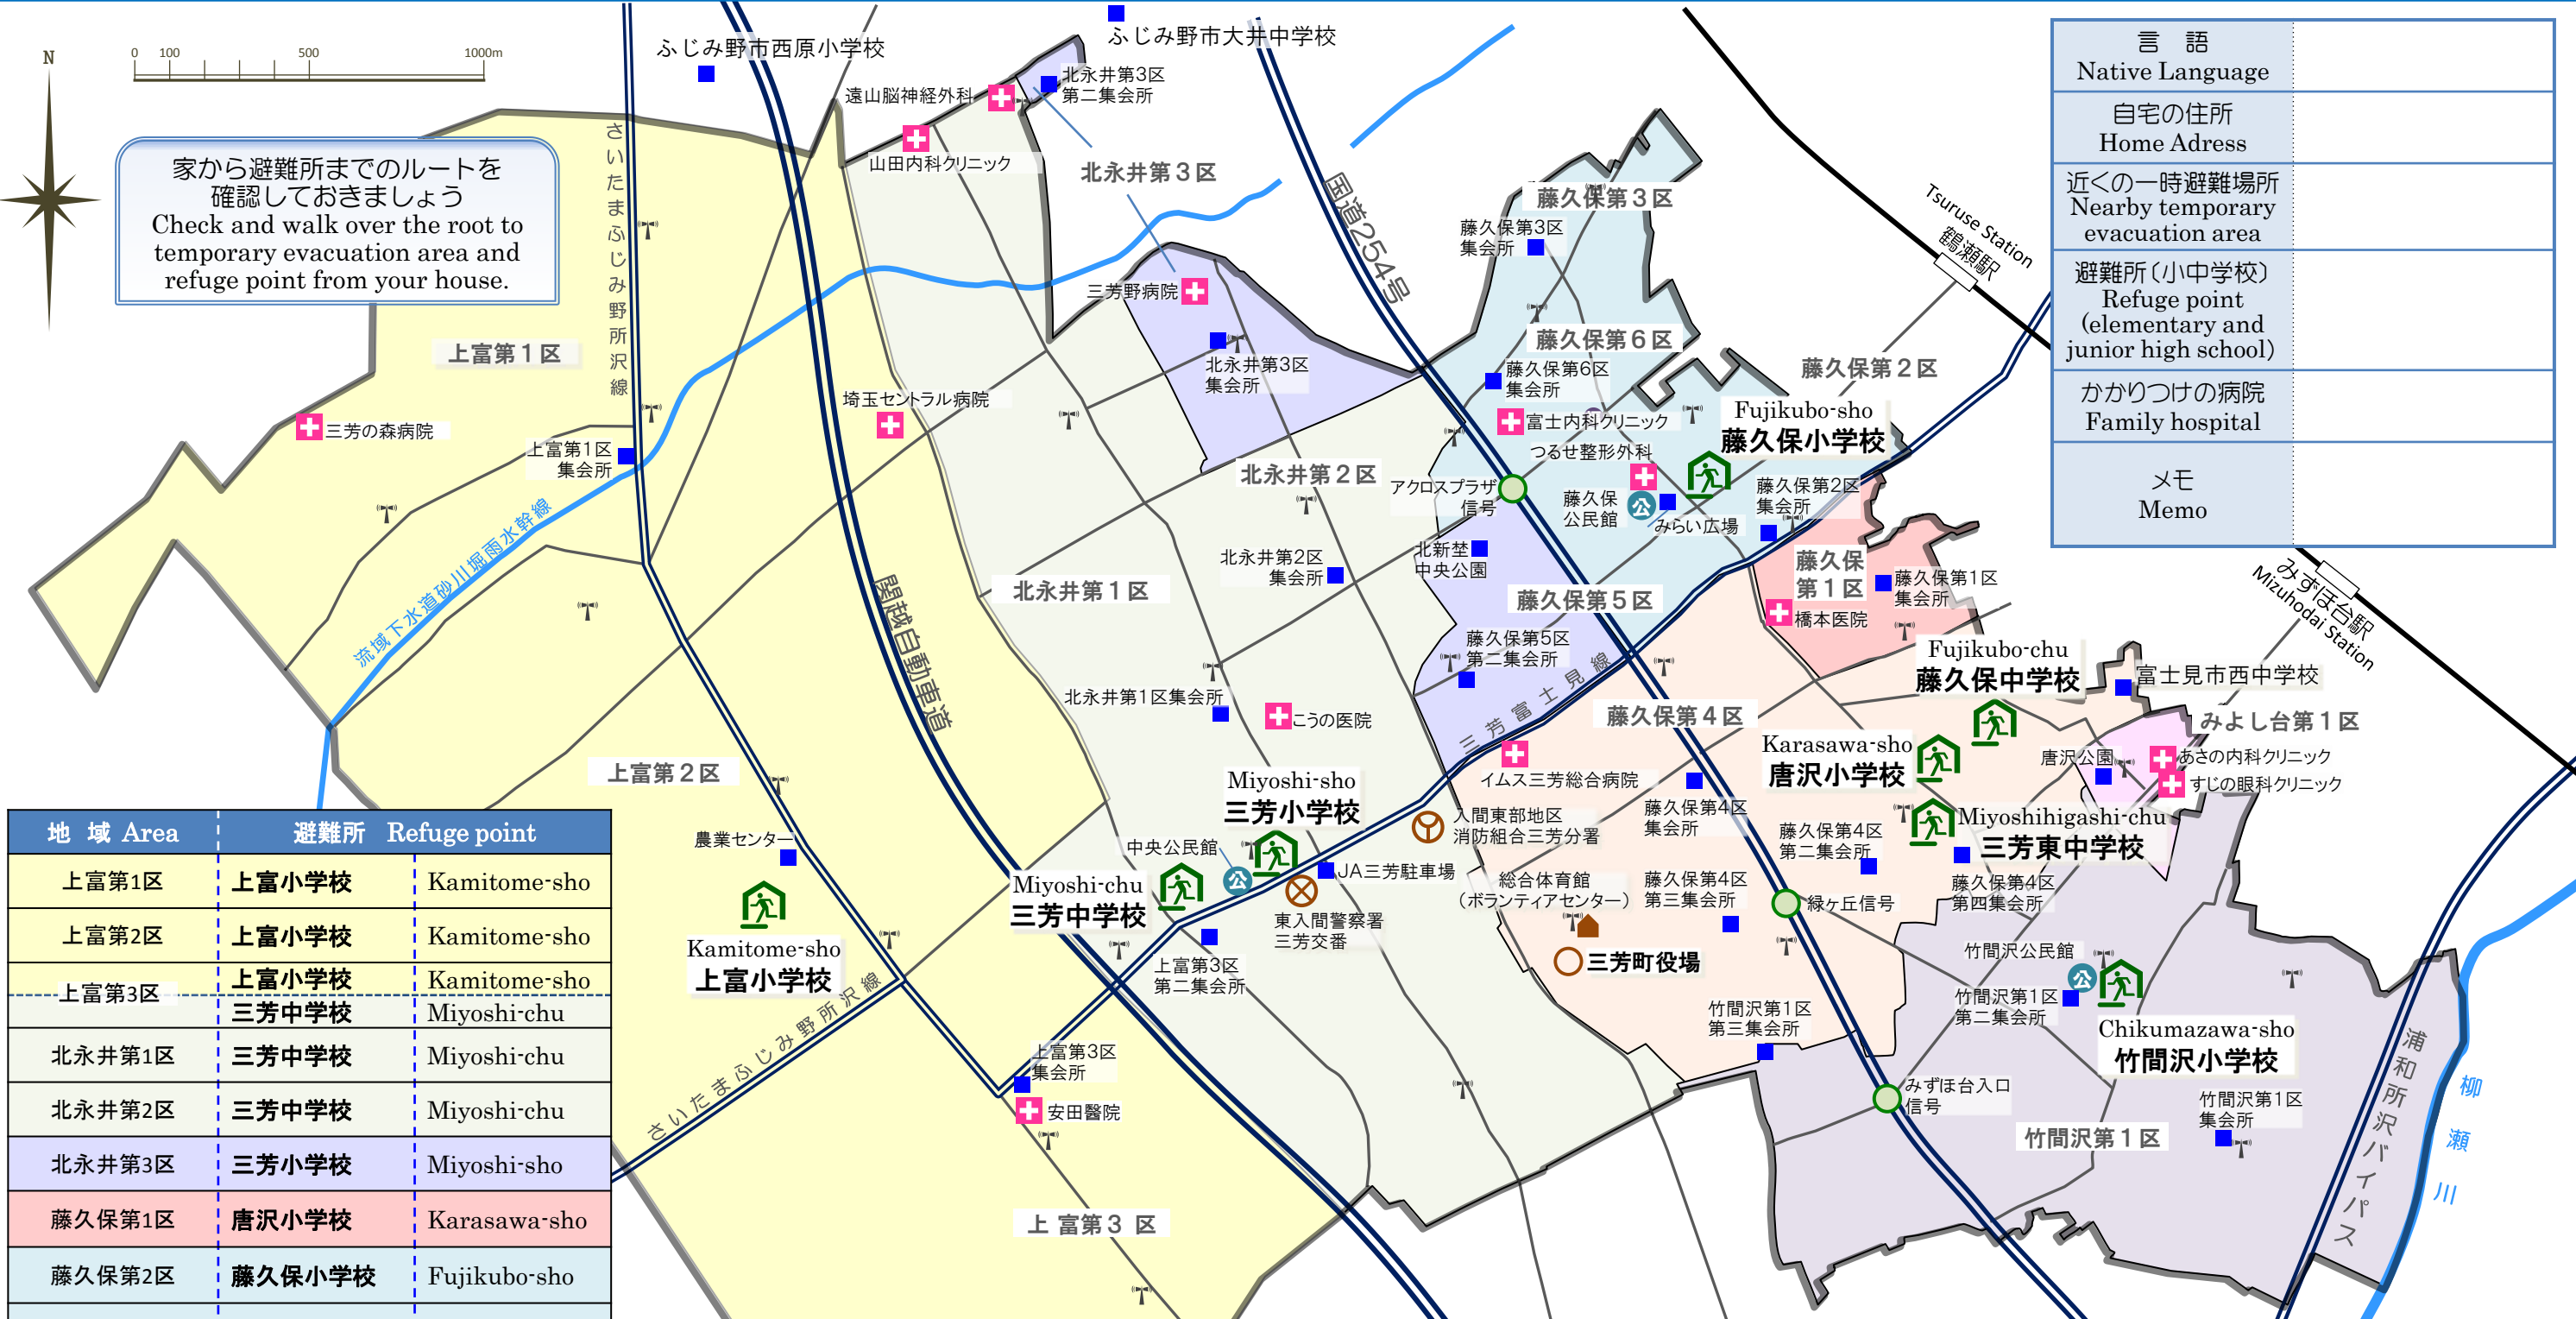 N
0 100 500 1000m
家から避難所までのルートを
確認しておきましょう
Check and walk over the root to
temporary evacuation area and
refuge point from your house.
ふじみ野市西原小学校
ふじみ野市大井中学校
北永井第3区
第二集会所
遠山脳神経外科
山田内科クリニック
北永井第３区
さいたまふじみ野所沢線
国道254号
藤久保第３区
藤久保第3区
集会所
Tsuruse Station
鶴瀬駅
言 語
Native Language
自宅の住所
Home Adress
近くの一時避難場所
Nearby temporary
evacuation area
避難所（小中学校）
Refuge point
(elementary and
junior high school)
かかりつけの病院
Family hospital
メモ
Memo
三芳野病院
北永井第3区
集会所
上富第１区
三芳の森病院
上富第1区
集会所
埼玉セントラル病院
藤久保第６区
藤久保第6区
集会所
富士内科クリニック
つるせ整形外科
藤久保第２区
Fujikubo-sho
藤久保小学校
北永井第２区
アクロスプラザ
信号
藤久保
公民館
公
みらい広場
藤久保第2区
集会所
流域下水道砂川堀雨水幹線
関越自動車道
北永井第１区
北永井第2区
集会所
北新埜
中央公園
藤久保第５区
藤久保第5区
第二集会所
藤久保
第１区
藤久保第1区
集会所
橋本医院
みずほ台駅
Mizuhodai Station
Fujikubo-chu
藤久保中学校
富士見市西中学校
北永井第1区集会所
こうの医院
三芳富士見線
藤久保第４区
みよし台第１区
Karasawa-sho
唐沢小学校
唐沢公園
あさの内科クリニック
すじの眼科クリニック
上富第２区
イムス三芳総合病院
Miyoshi-sho
三芳小学校
藤久保第4区
集会所
入間東部地区
消防組合三芳分署
藤久保第4区
第二集会所
Miyoshihigashi-chu
三芳東中学校
農業センター
中央公民館
公
JA三芳駐車場
Miyoshi-chu
三芳中学校
総合体育館
（ボランティアセンター）
藤久保第4区
第三集会所
藤久保第4区
第四集会所
緑ヶ丘信号
東入間警察署
三芳交番
Kamitome-sho
上富小学校
三芳町役場
竹間沢公民館
公
上富第3区
第二集会所
竹間沢第1区
第二集会所
竹間沢第1区
第三集会所
Chikumazawa-sho
竹間沢小学校
さいたまふじみ野所沢線
上富第3区
集会所
安田醫院
みずほ台入口
信号
竹間沢第１区
竹間沢第1区
集会所
浦和所沢バイパス
柳瀬川
上富第３区
地 域 Area 避難所 Refuge point
上富第1区 上富小学校 Kamitome-sho
上富第2区 上富小学校 Kamitome-sho
上富第3区 上富小学校 Kamitome-sho
三芳中学校 Miyoshi-chu
北永井第1区 三芳中学校 Miyoshi-chu
北永井第2区 三芳中学校 Miyoshi-chu
北永井第3区 三芳小学校 Miyoshi-sho
藤久保第1区 唐沢小学校 Karasawa-sho
藤久保第2区 藤久保小学校 Fujikubo-sho